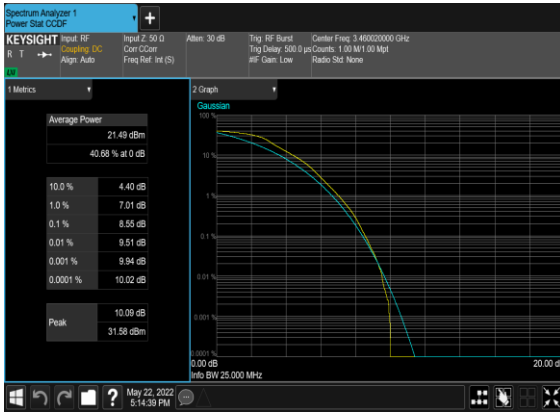 Spectrum Analyzer 1
Power Stat CCDF
+
KEYSIGHT
R T
LXI
Input: RF
Coupling: DC
Align: Auto
Input Z: 50 Ω
Corr CCorr
Freq Ref: Int (S)
Atten: 30 dB
Trig: RF Burst
Trig Delay: 500.0 µs
#IF Gain: Low
Center Freq: 3.460020000 GHz
Counts: 1.00 M/1.00 Mpt
Radio Std: None
1 Metrics
Average Power
21.49 dBm
40.68 % at 0 dB
10.0 % 4.40 dB
1.0 % 7.01 dB
0.1 % 8.55 dB
0.01 % 9.51 dB
0.001 % 9.94 dB
0.0001 % 10.02 dB
Peak
10.09 dB
31.58 dBm
2 Graph
Gaussian
100 %
10 %
1 %
0.1 %
0.01 %
0.001 %
0.0001 %
0.00 dB
20.00 d
Info BW 25.000 MHz
?
May 22, 2022
5:14:39 PM